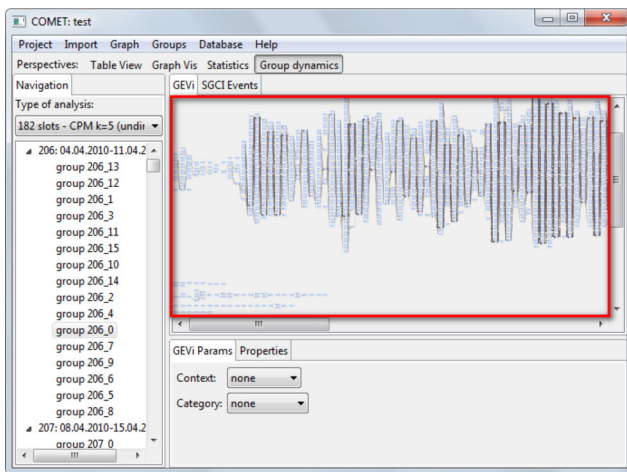 COMET: test
Project Import Graph Groups Database Help
Perspectives: Table View Graph Vis Statistics Group dynamics
Navigation
GEVi SGCI Events
Type of analysis:
182 slots - CPM k=5 (undir
206: 04.04.2010-11.04.2
group 206_13
group 206_12
group 206_1
group 206_3
group 206_11
group 206_15
group 206_10
group 206_14
group 206_2
group 206_4
group 206_0
group 206_7
group 206_9
group 206_6
group 206_5
group 206_8
207: 08.04.2010-15.04.2
group 207_0
GEVi Params Properties
Context: none
Category: none